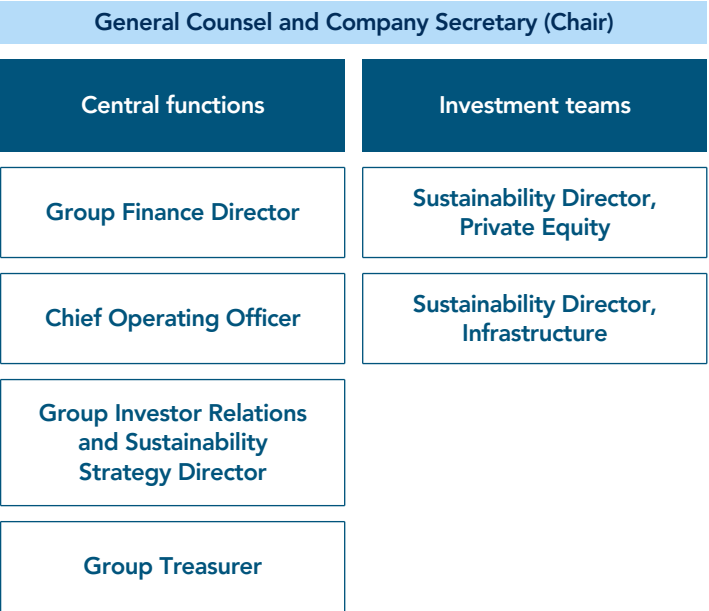 General Counsel and Company Secretary (Chair)
Central functions
Investment teams
Group Finance Director
Sustainability Director,
Private Equity
Chief Operating Officer
Sustainability Director,
Infrastructure
Group Investor Relations
and Sustainability
Strategy Director
Group Treasurer